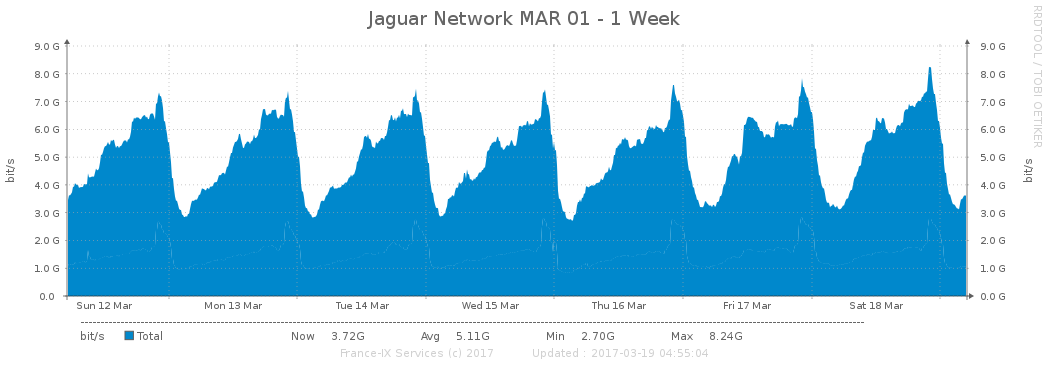 Jaguar Network MAR 01 - 1 Week
RRDTOOL / TOBI OETIKER
9.0 G 9.0 G
8.0 G 8.0 G
7.0 G 7.0 G
6.0 G 6.0 G
5.0 G 5.0 G
4.0 G 4.0 G
3.0 G 3.0 G
2.0 G 2.0 G
1.0 G 1.0 G
0.0 0.0 G
bit/s
bit/s
Sun 12 Mar Mon 13 Mar Tue 14 Mar Wed 15 Mar Thu 16 Mar Fri 17 Mar Sat 18 Mar
bit/s Total Now 3.72G Avg 5.11G Min 2.70G Max 8.24G
France-IX Services (c) 2017 Updated : 2017-03-19 04:55:04